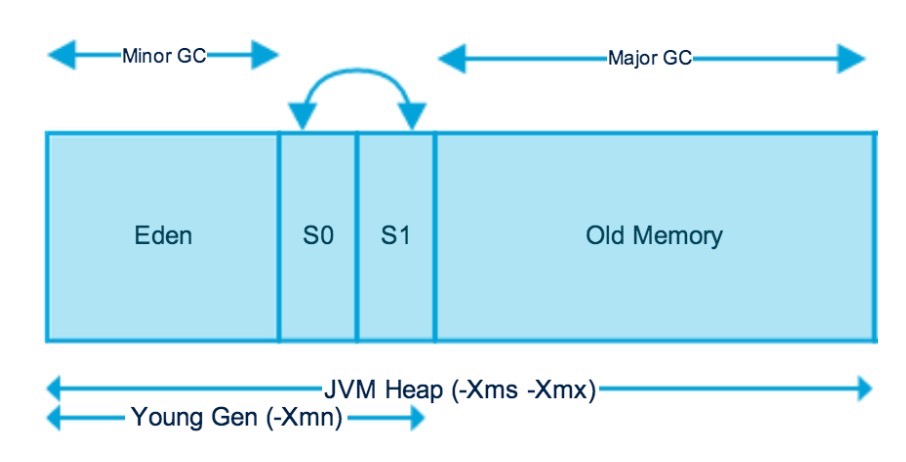 Minor GC
Major GC
Eden
S0
S1
Old Memory
JVM Heap (-Xms -Xmx)
Young Gen (-Xmn)